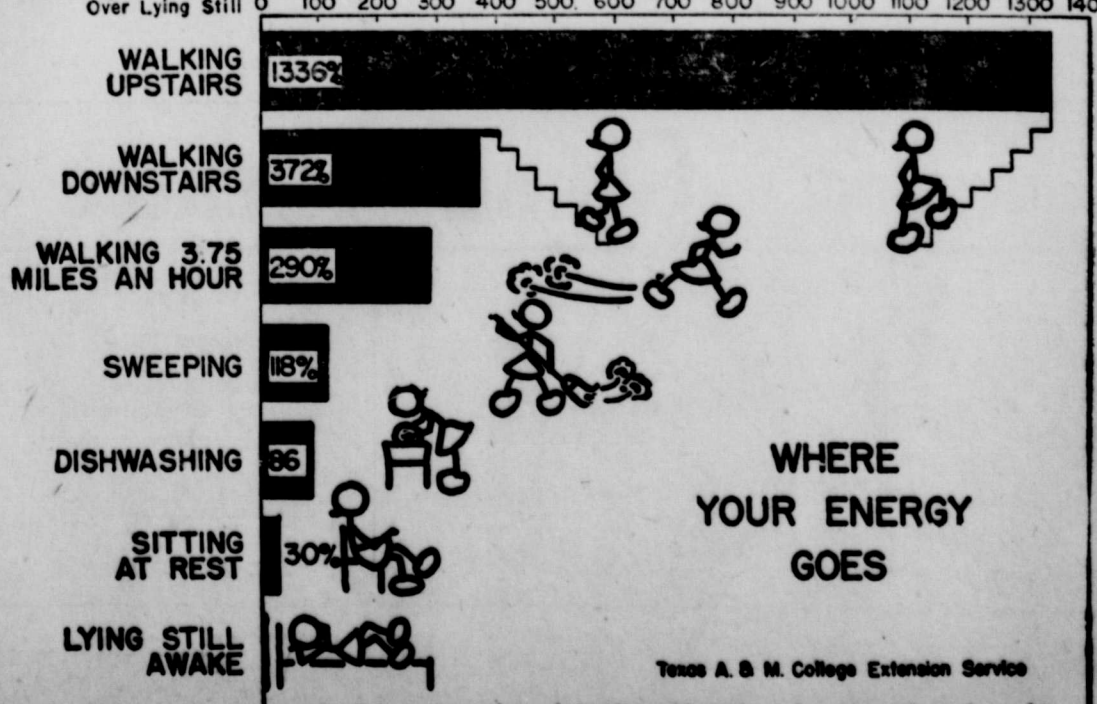 Over Lying Still 0 100 200 300 400 500 600 700 800 900 1000 1100 1200 1300 140
WALKING
UPSTAIRS
1336%
WALKING
DOWNSTAIRS
372%
WALKING 3.75
MILES AN HOUR
290%
SWEEPING
118%
DISHWASHING
86
SITTING
AT REST
30%
LYING STILL
AWAKE
WHERE
YOUR ENERGY
GOES
Texas A. & M. College Extension Service